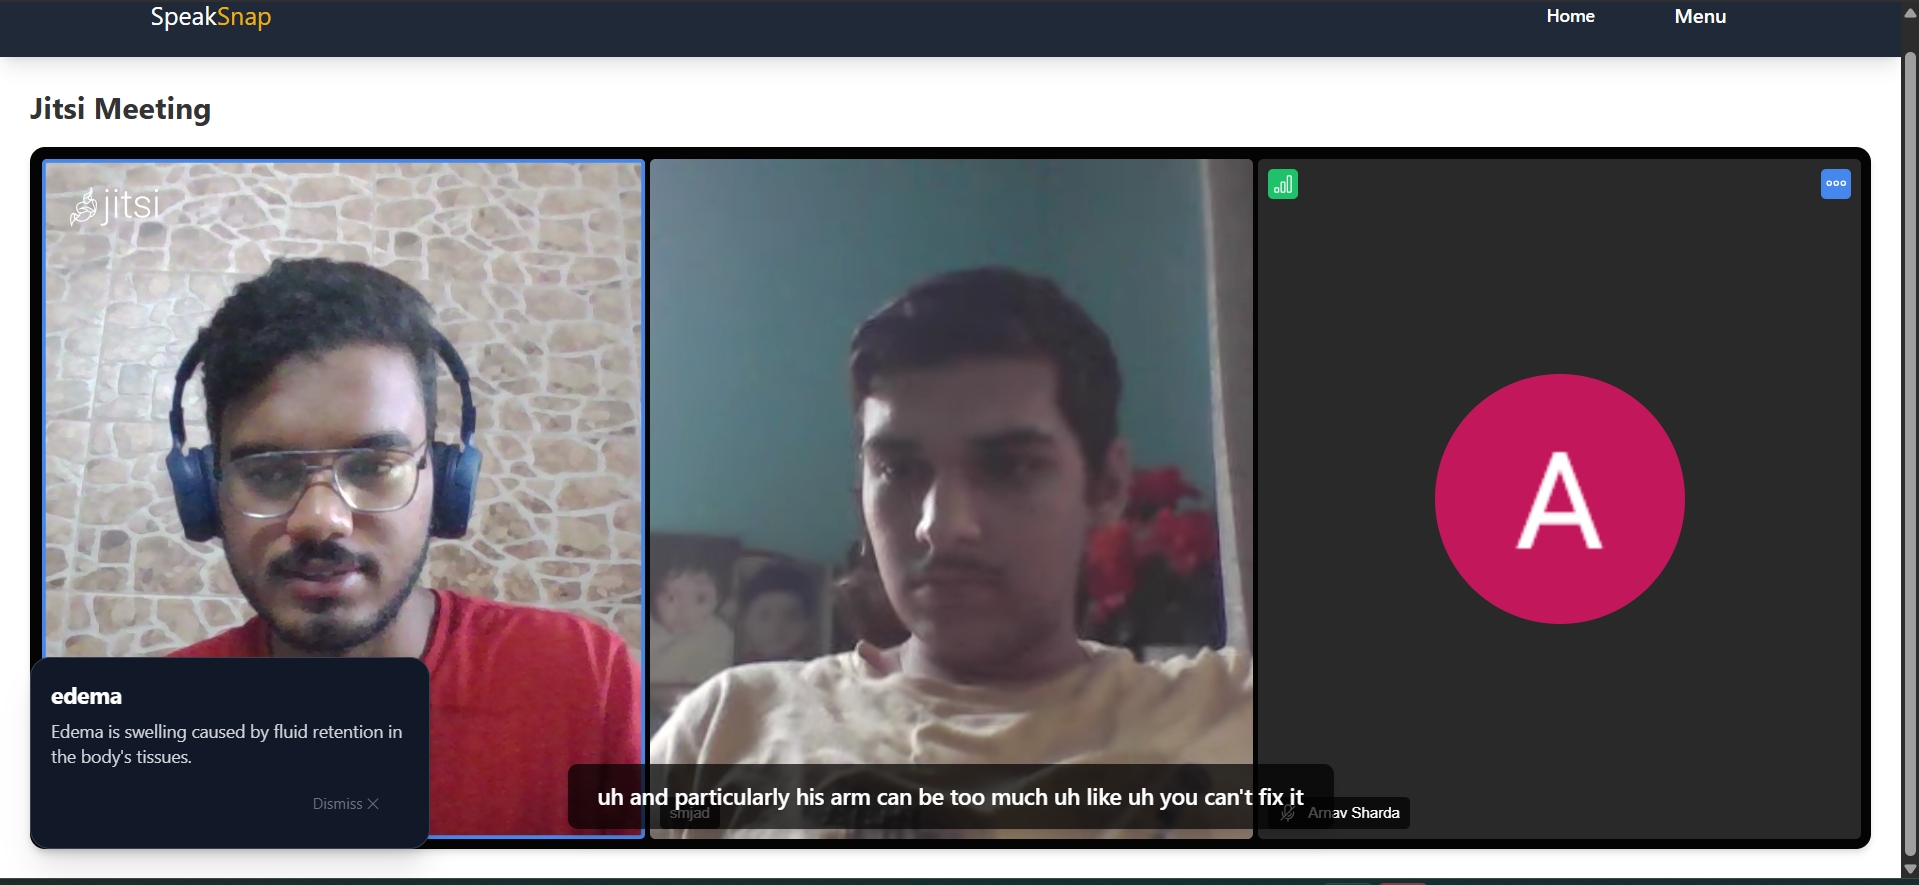 SpeakSnap
Home
Menu
Jitsi Meeting
jitsi
A
edema
Edema is swelling caused by fluid retention in
the body's tissues.
Dismiss
uh and particularly his arm can be too much uh like uh you can't fix it
smjad
Arnav Sharda